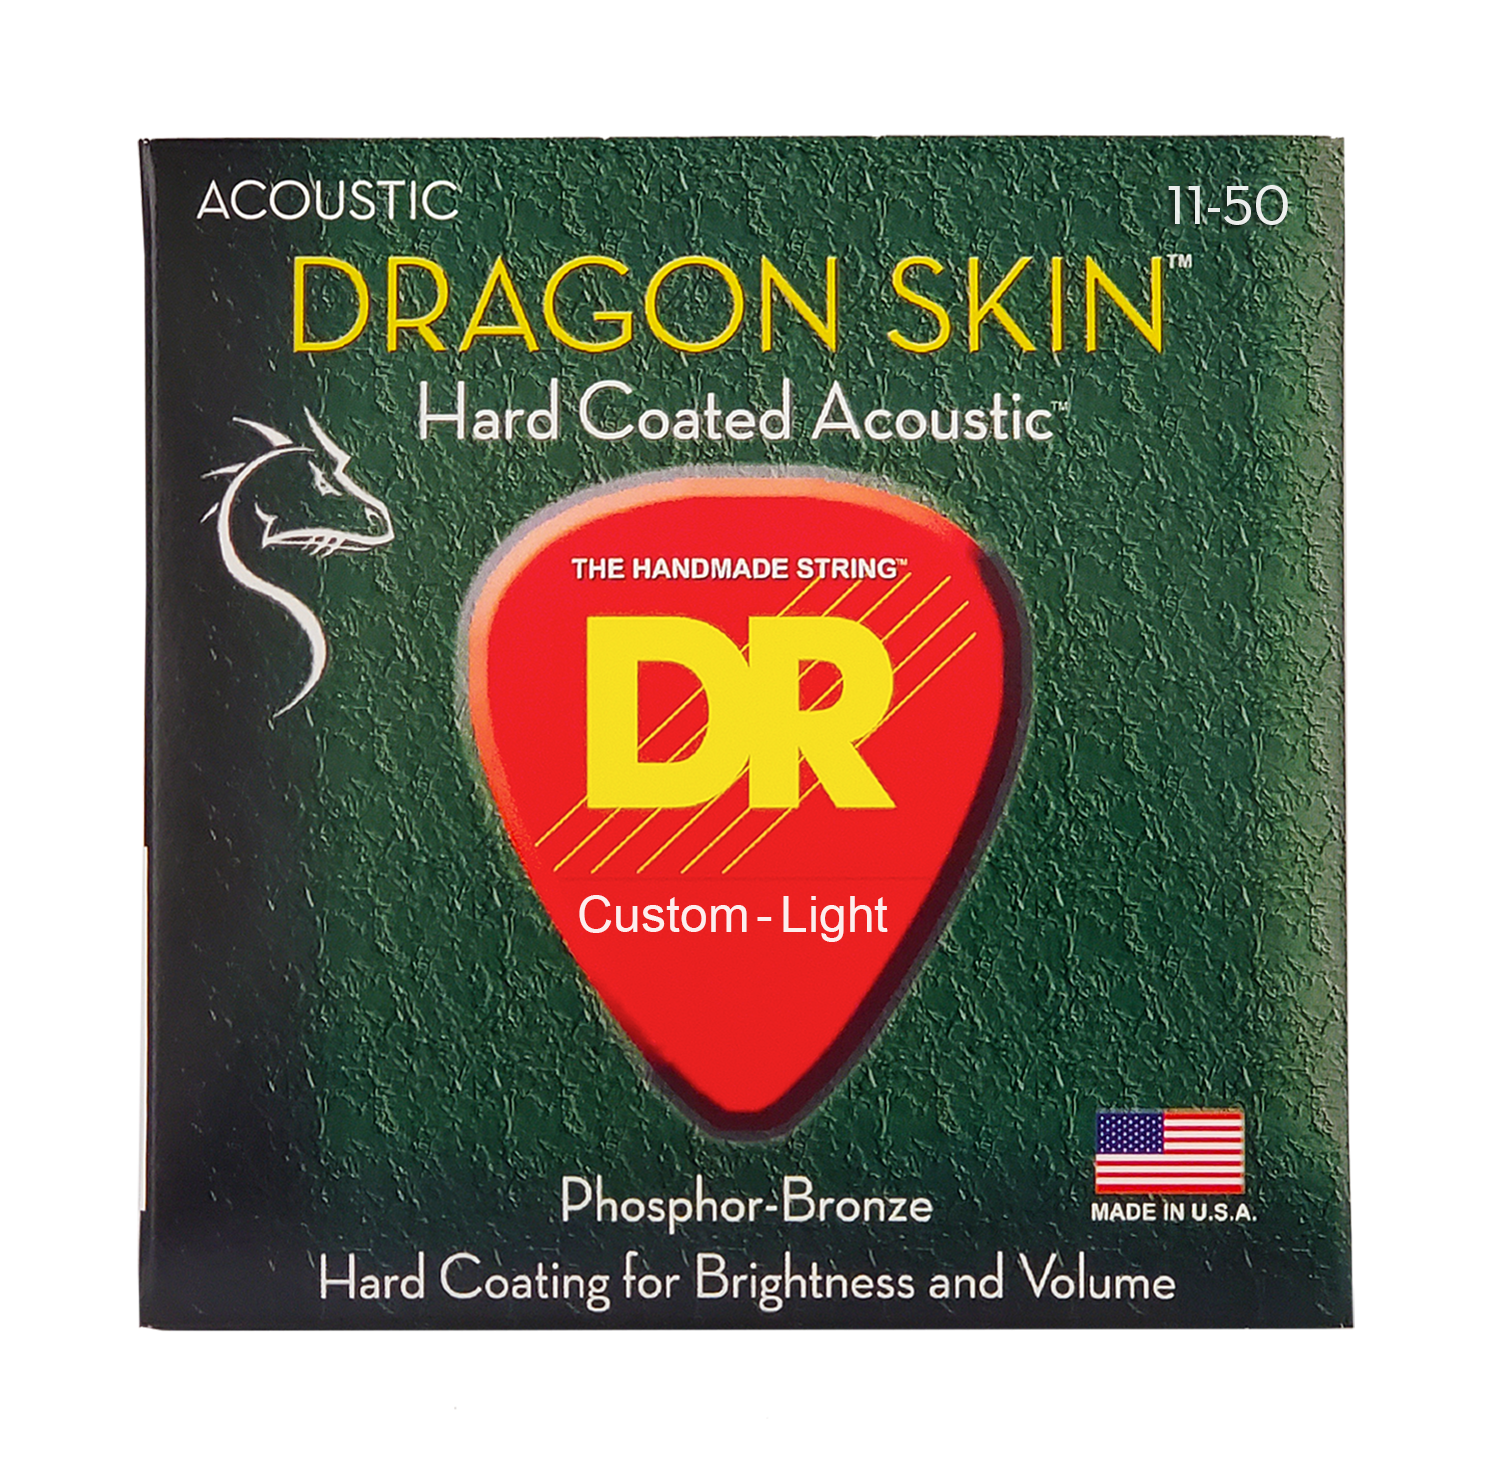 ACOUSTIC 11-50
DRAGON SKIN™
Hard Coated Acoustic™
THE HANDMADE STRING™
DR
Custom - Light
Phosphor-Bronze
MADE IN U.S.A.
Hard Coating for Brightness and Volume